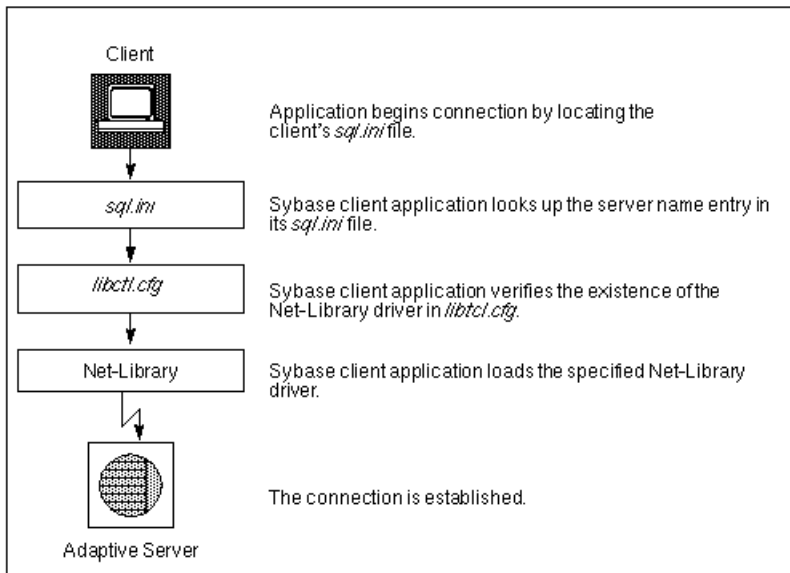 Client
Application begins connection by locating the
client's sql.ini file.
sql.ini
Sybase client application looks up the server name entry in
its sql.ini file.
libctl.cfg
Sybase client application verifies the existence of the
Net-Library driver in libtcl.cfg.
Net-Library
Sybase client application loads the specified Net-Library
driver.
The connection is established.
Adaptive Server